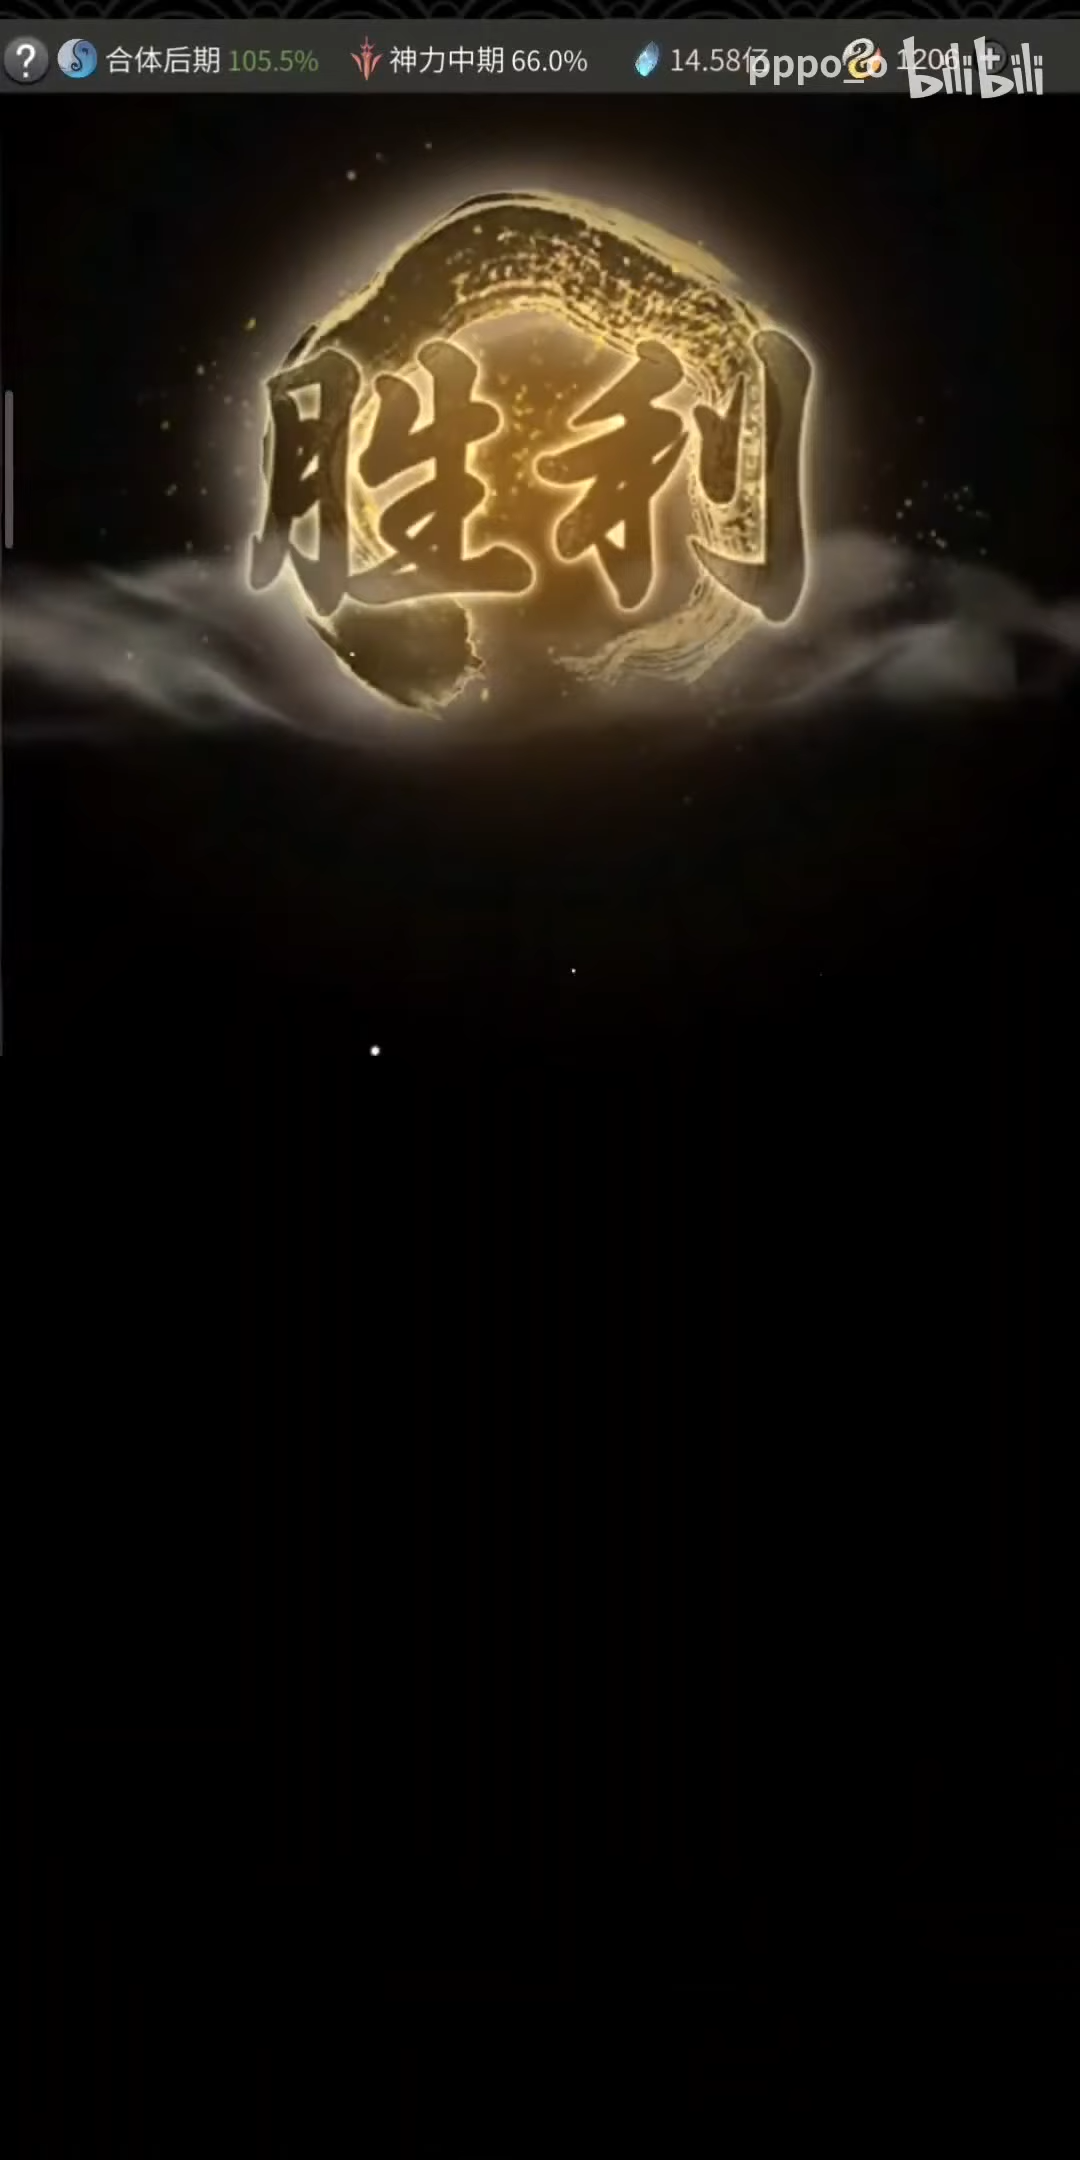 ? 合体后期 105.5% 神力中期 66.0% 14.58亿 1206 +
pppo_o bilibili
胜利